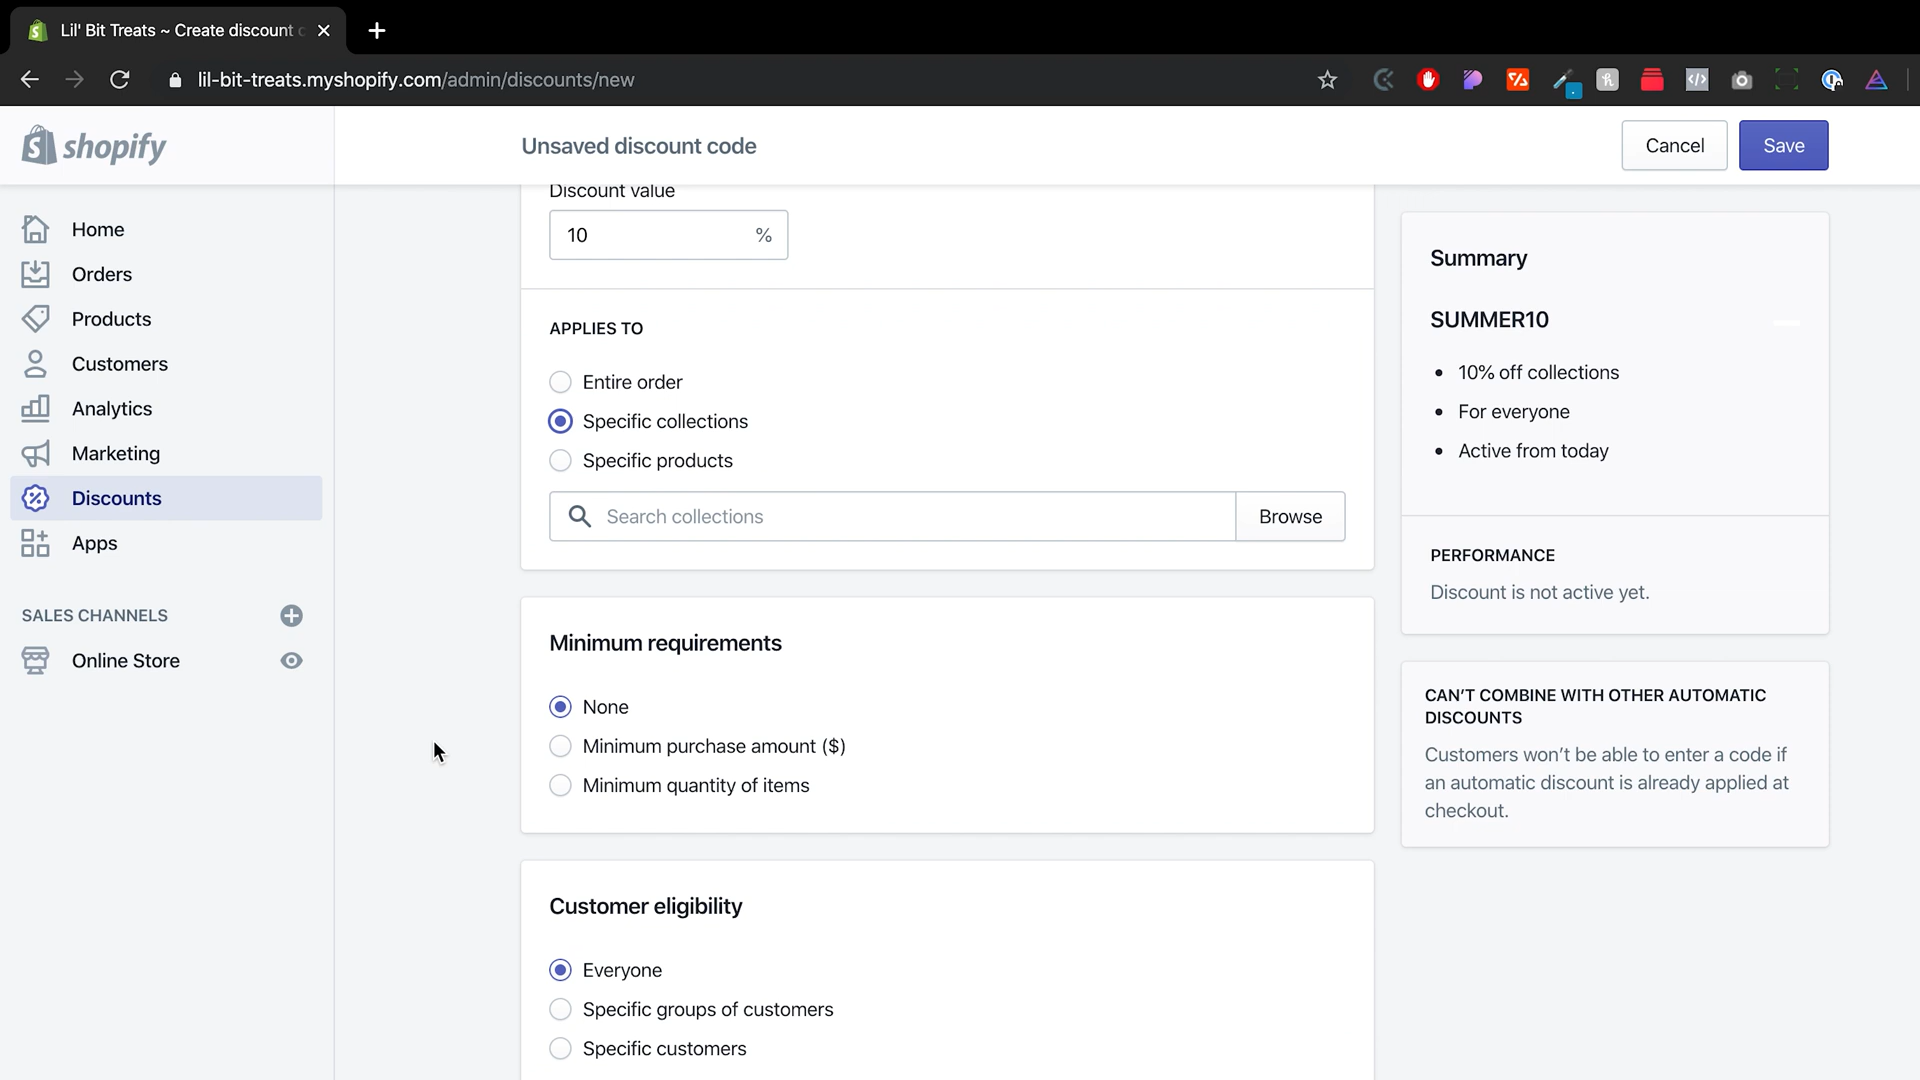 Lil' Bit Treats ~ Create discount c
lil-bit-treats.myshopify.com/admin/discounts/new
shopify
Unsaved discount code
Cancel
Save
Home
Orders
Products
Customers
Analytics
Marketing
Discounts
Apps
SALES CHANNELS
Online Store
Discount value
10 %
APPLIES TO
Entire order
Specific collections
Specific products
Search collections
Browse
Minimum requirements
None
Minimum purchase amount ($)
Minimum quantity of items
Customer eligibility
Everyone
Specific groups of customers
Specific customers
Summary
SUMMER10
• 10% off collections
• For everyone
• Active from today
PERFORMANCE
Discount is not active yet.
CAN'T COMBINE WITH OTHER AUTOMATIC
DISCOUNTS
Customers won't be able to enter a code if
an automatic discount is already applied at
checkout.